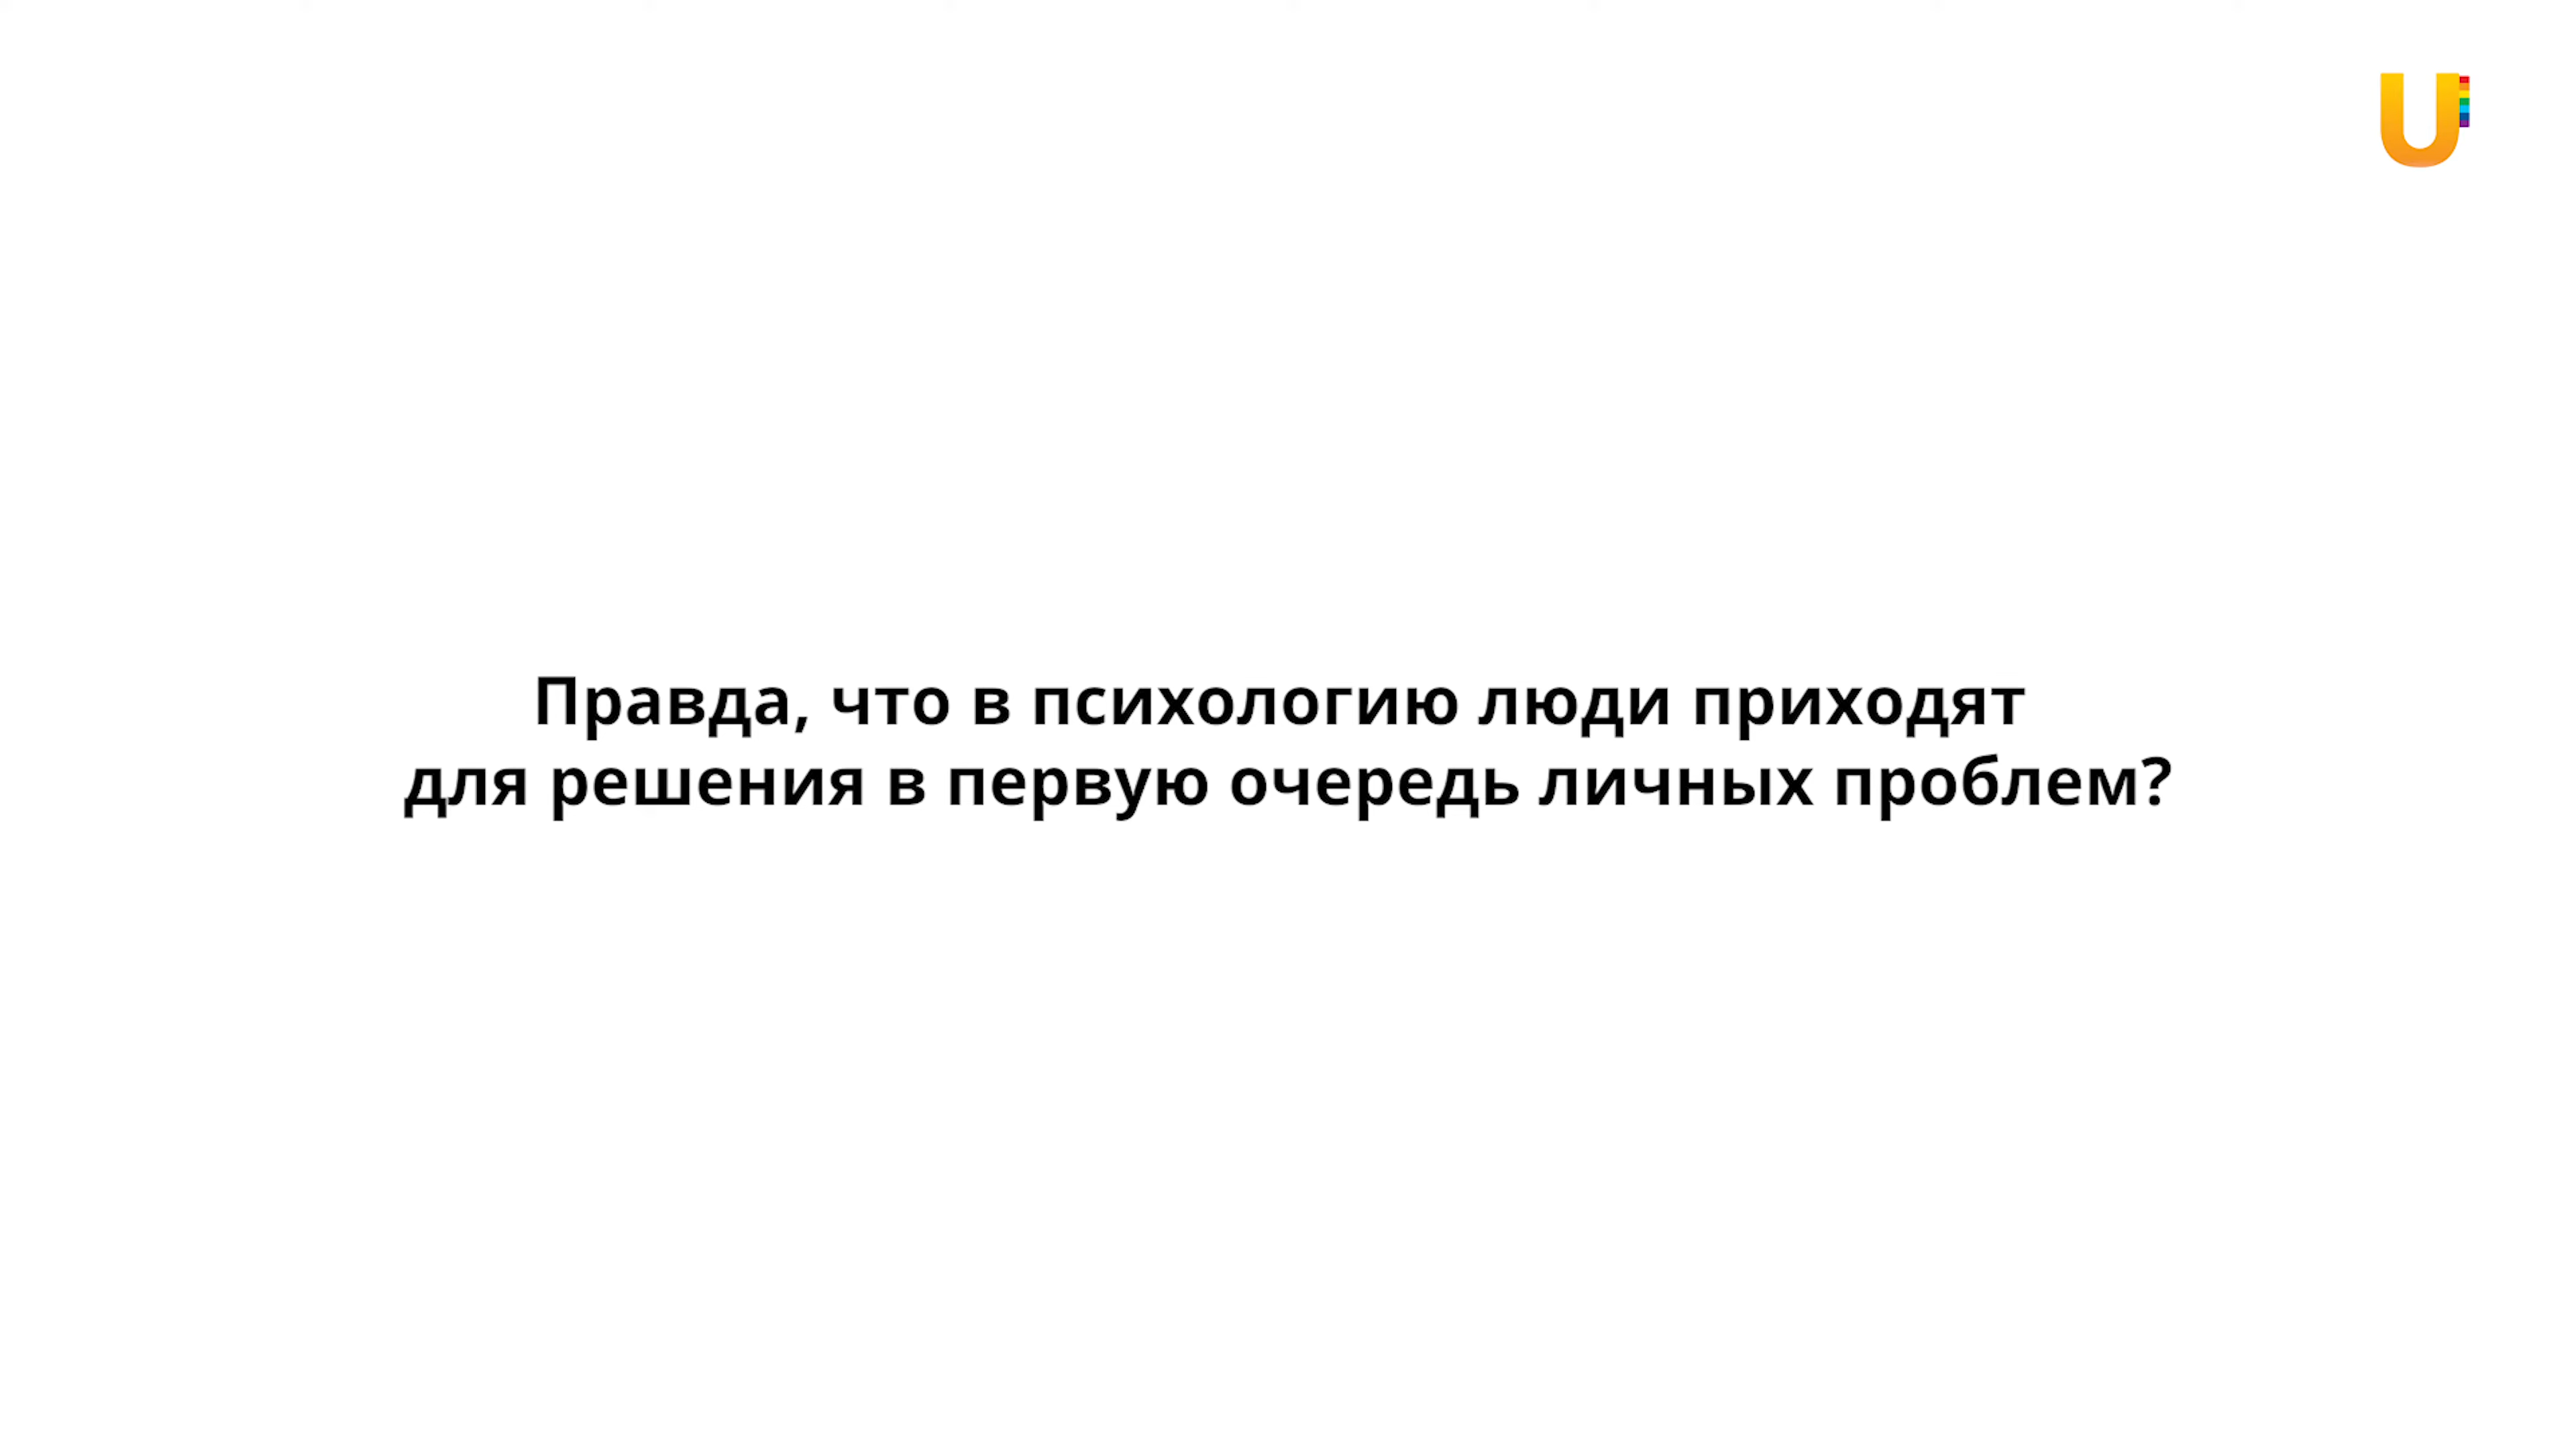 U
Правда, что в психологию люди приходят
для решения в первую очередь личных проблем?